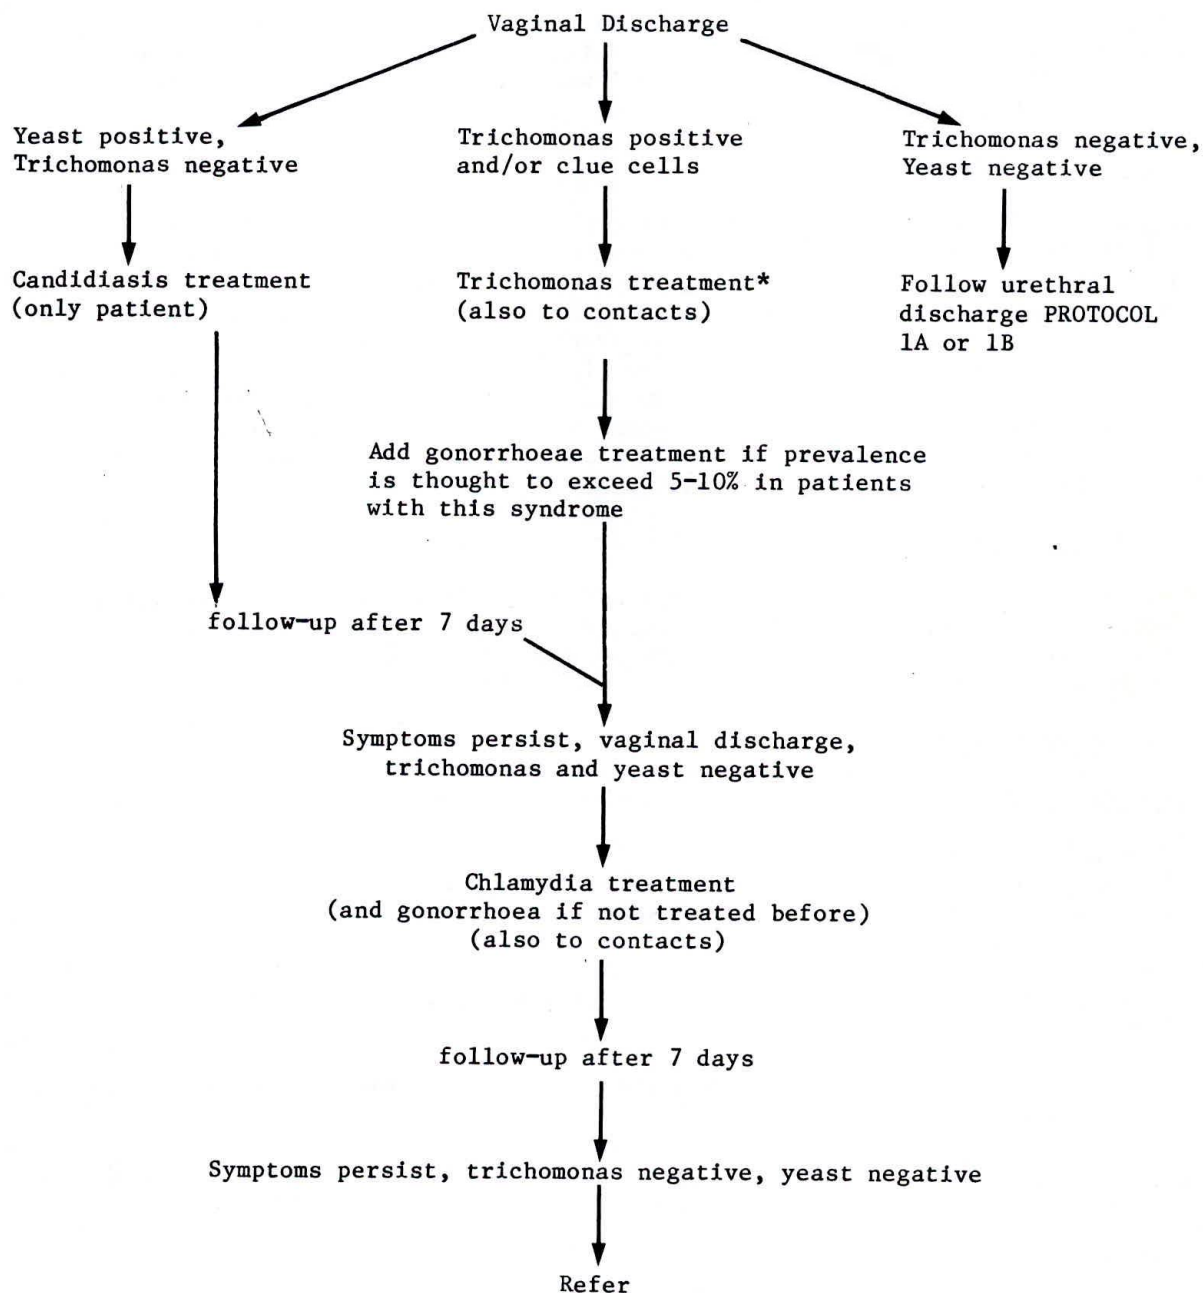 Vaginal Discharge
Yeast positive,
Trichomonas negative
Trichomonas positive
and/or clue cells
Trichomonas negative,
Yeast negative
Candidiasis treatment
(only patient)
Trichomonas treatment*
(also to contacts)
Follow urethral
discharge PROTOCOL
1A or 1B
Add gonorrhoeae treatment if prevalence
is thought to exceed 5-10% in patients
with this syndrome
follow-up after 7 days
Symptoms persist, vaginal discharge,
trichomonas and yeast negative
Chlamydia treatment
(and gonorrhoea if not treated before)
(also to contacts)
follow-up after 7 days
Symptoms persist, trichomonas negative, yeast negative
Refer